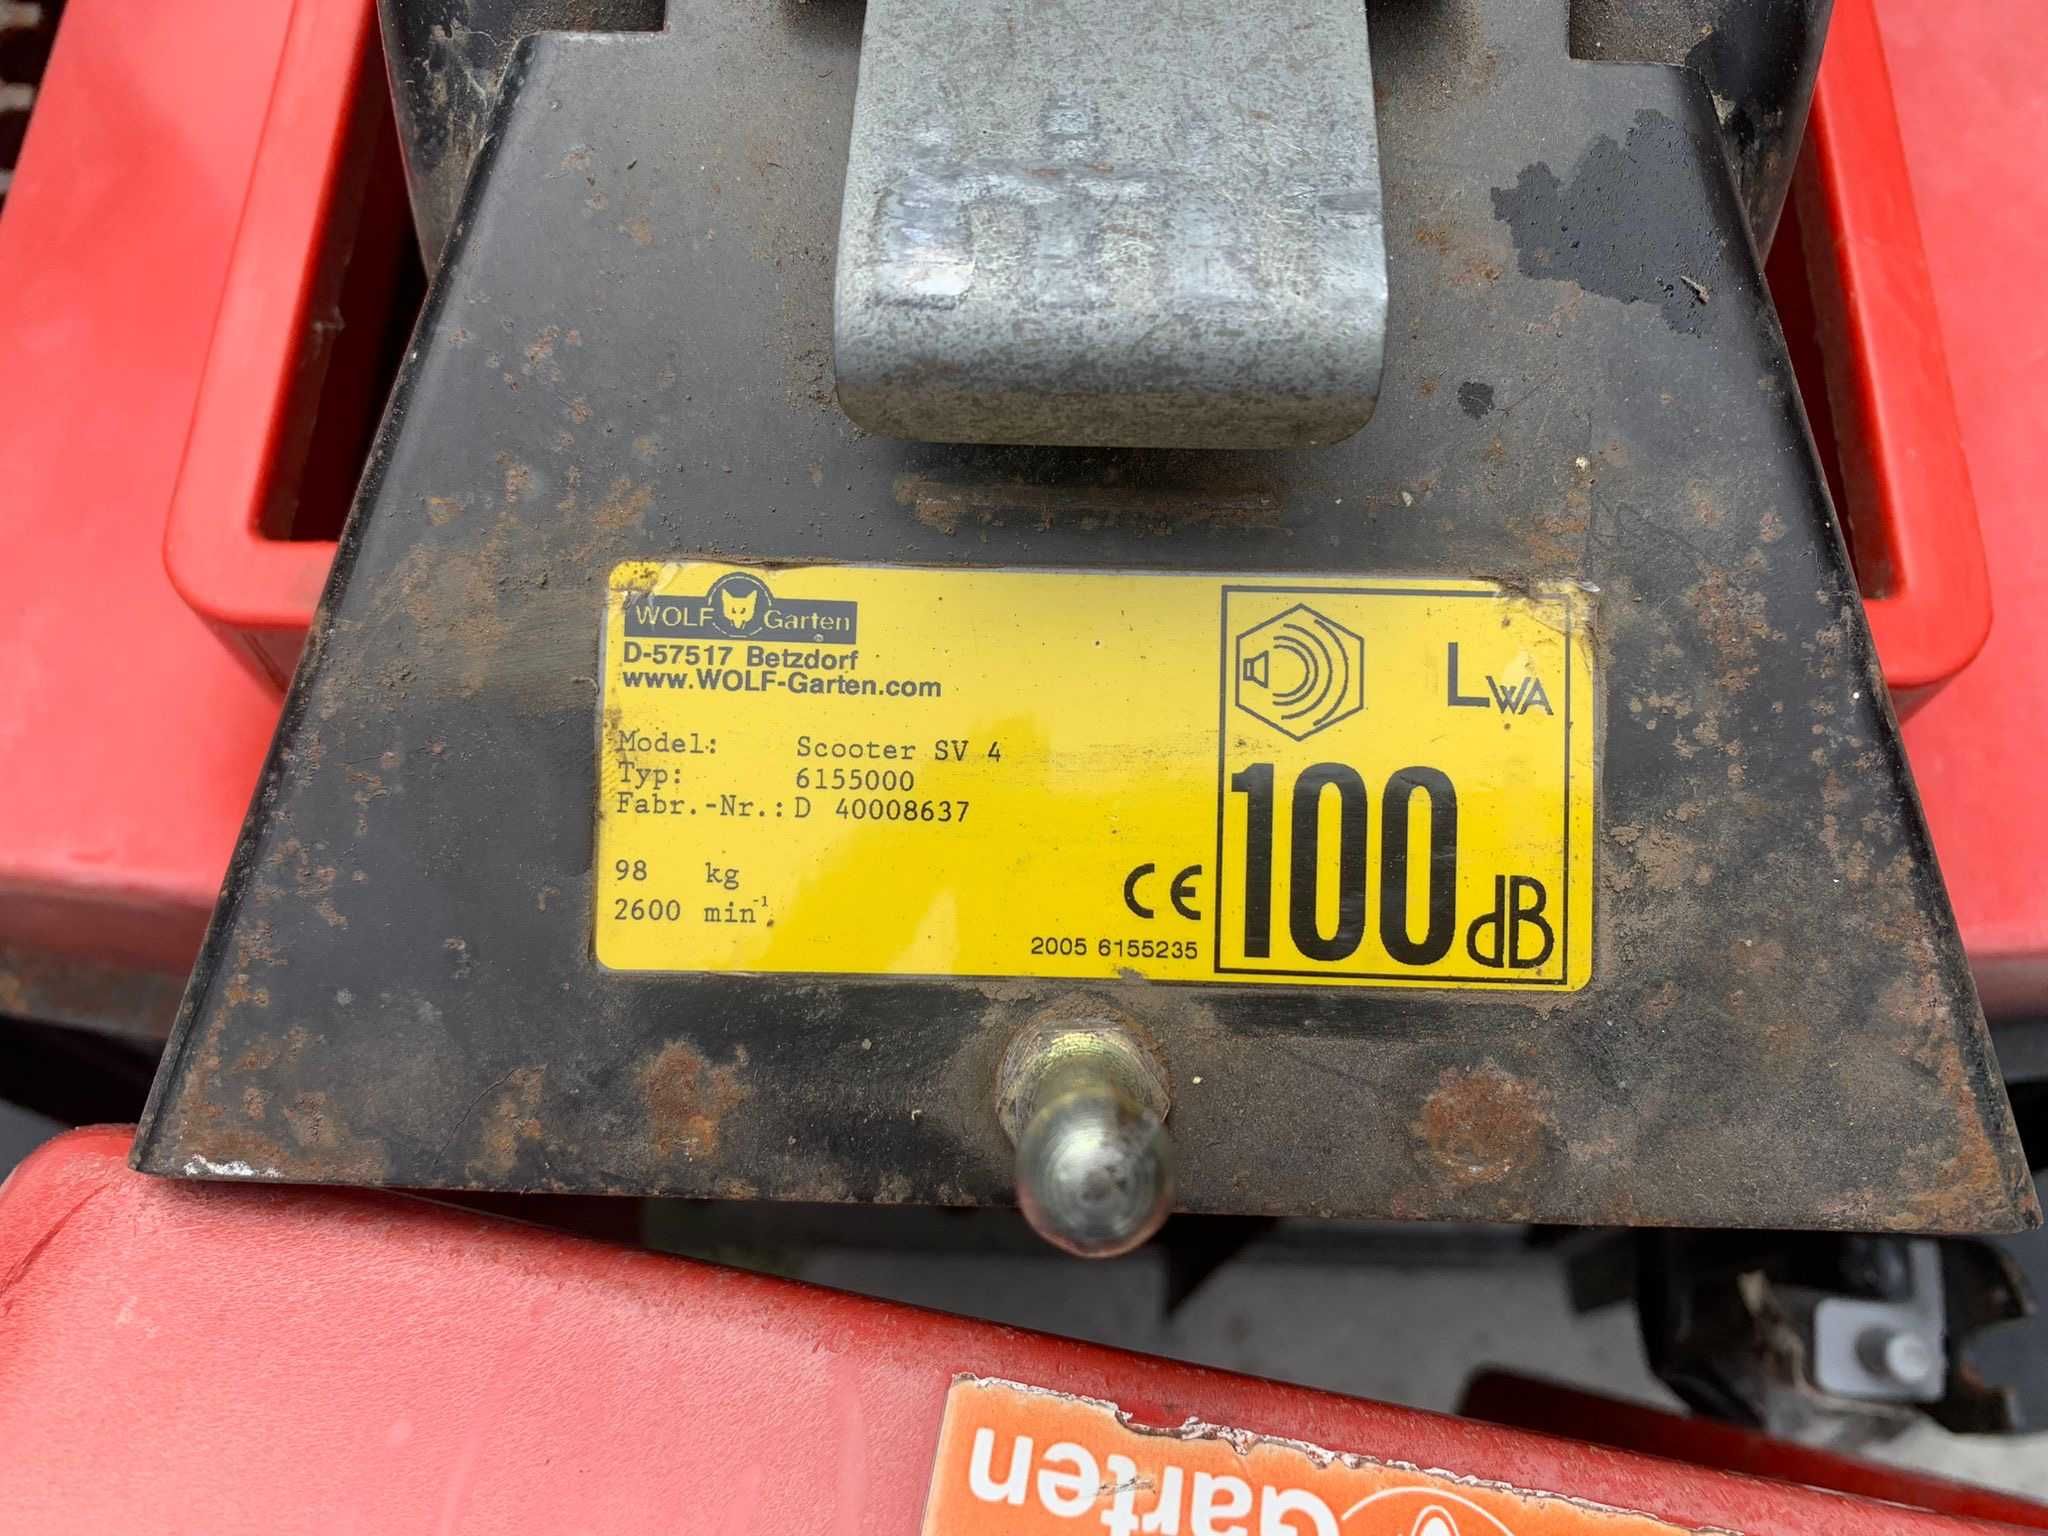 WOLF Garten
D-57517 Betzdorf
www.WOLF-Garten.com
Model: Scooter SV 4
Typ: 6155000
Fabr.-Nr.: D 40008637
98 kg
2600 min⁻¹
CE
2005 6155235
LWA
100 dB
Garten